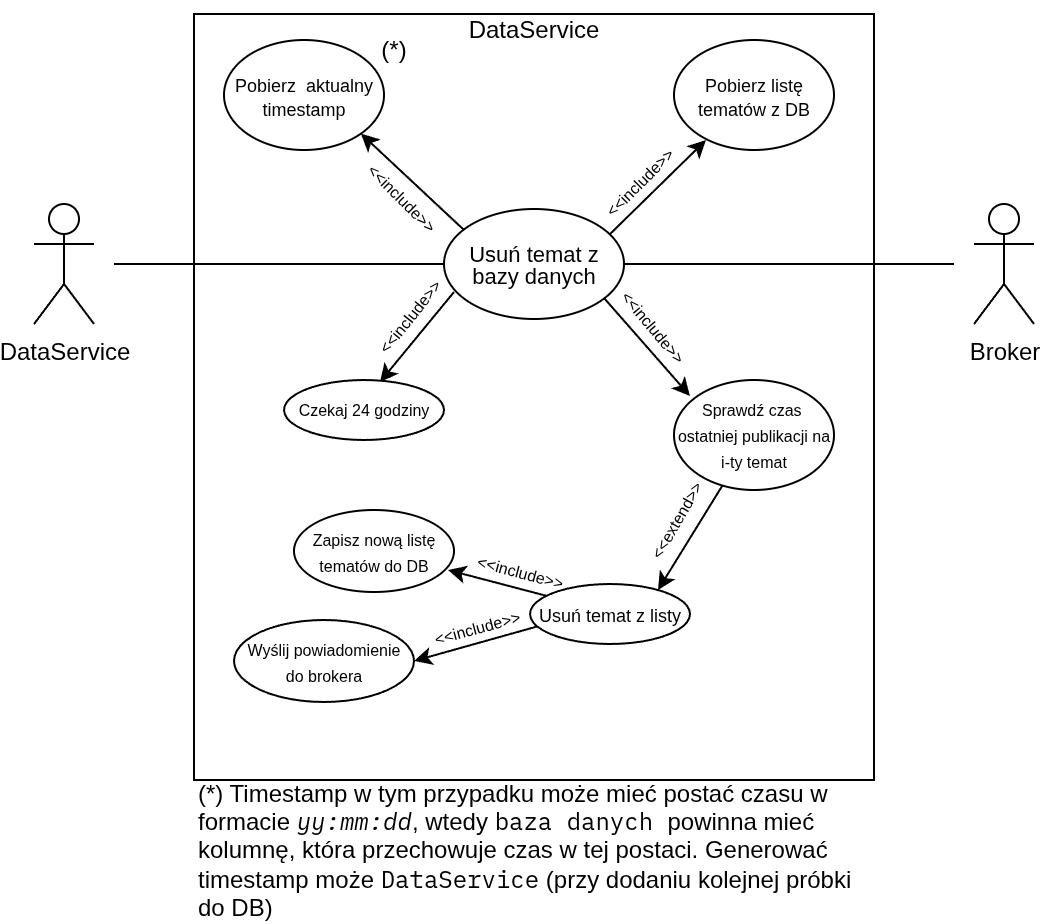 DataService
(*)
Pobierz  aktualny
timestamp
Pobierz listę
tematów z DB
<<include>>
<<include>>
Usuń temat z
bazy danych
DataService
Broker
<<include>>
<<include>>
Czekaj 24 godziny
Sprawdź czas
ostatniej publikacji na
i-ty temat
<<extend>>
Zapisz nową listę
tematów do DB
<<include>>
Usuń temat z listy
<<include>>
Wyślij powiadomienie
do brokera
(*) Timestamp w tym przypadku może mieć postać czasu w
formacie yy:mm:dd, wtedy baza danych powinna mieć
kolumnę, która przechowuje czas w tej postaci. Generować
timestamp może DataService (przy dodaniu kolejnej próbki
do DB)